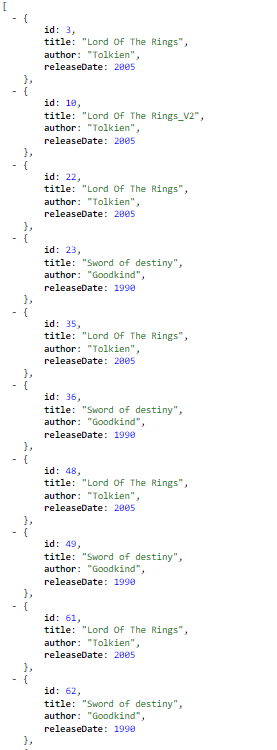 [
- {
id: 3,
title: "Lord Of The Rings",
author: "Tolkien",
releaseDate: 2005
},
- {
id: 10,
title: "Lord Of The Rings_V2",
author: "Tolkien",
releaseDate: 2005
},
- {
id: 22,
title: "Lord Of The Rings",
author: "Tolkien",
releaseDate: 2005
},
- {
id: 23,
title: "Sword of destiny",
author: "Goodkind",
releaseDate: 1990
},
- {
id: 35,
title: "Lord Of The Rings",
author: "Tolkien",
releaseDate: 2005
},
- {
id: 36,
title: "Sword of destiny",
author: "Goodkind",
releaseDate: 1990
},
- {
id: 48,
title: "Lord Of The Rings",
author: "Tolkien",
releaseDate: 2005
},
- {
id: 49,
title: "Sword of destiny",
author: "Goodkind",
releaseDate: 1990
},
- {
id: 61,
title: "Lord Of The Rings",
author: "Tolkien",
releaseDate: 2005
},
- {
id: 62,
title: "Sword of destiny",
author: "Goodkind",
releaseDate: 1990
},